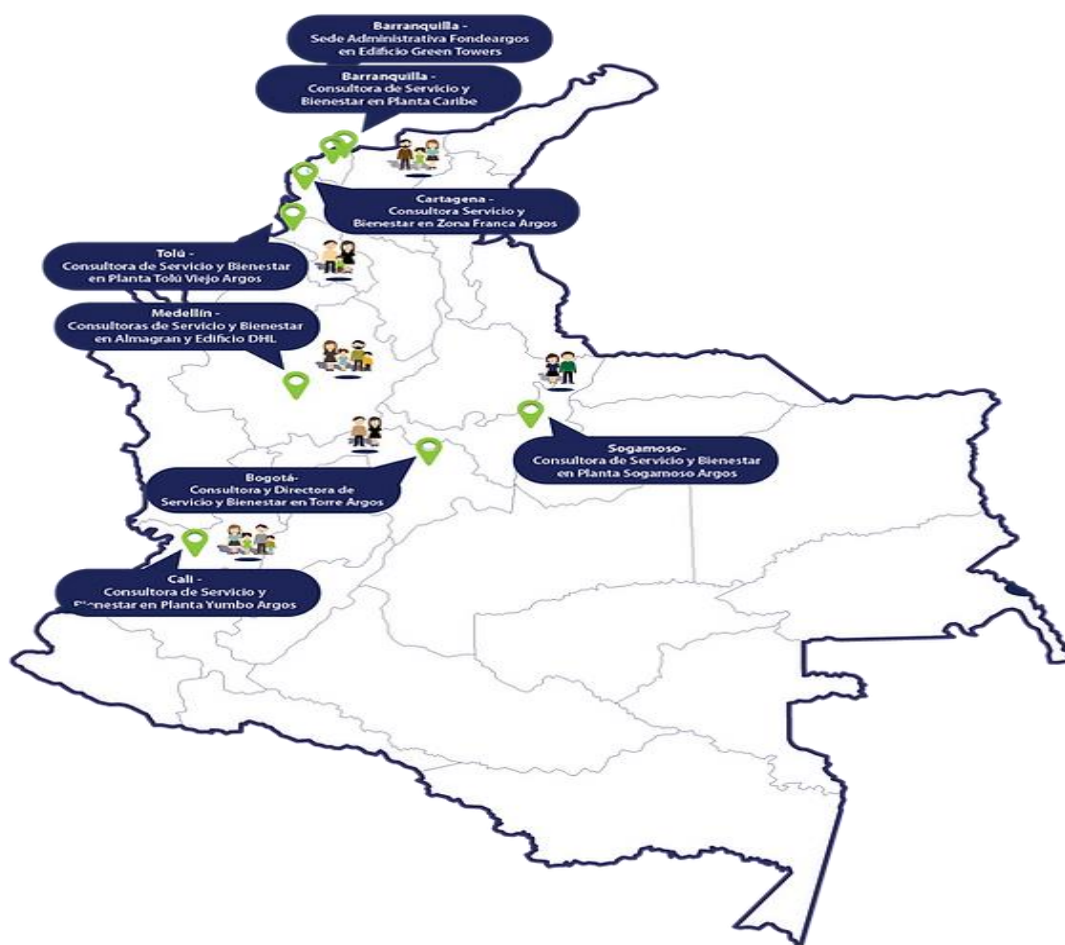 Barranquilla -
Sede Administrativa Fondeargos
en Edificio Green Towers
Barranquilla -
Consultora de Servicio y
Bienestar en Planta Caribe
Cartagena -
Consultora Servicio y
Bienestar en Zona Franca Argos
Tolú -
Consultora de Servicio y Bienestar
en Planta Tolú Viejo Argos
Medellín -
Consultoras de Servicio y Bienestar
en Almagran y Edificio DHL
Sogamoso-
Consultora de Servicio y Bienestar
en Planta Sogamoso Argos
Bogotá-
Consultora y Directora de
Servicio y Bienestar en Torre Argos
Cali -
Consultora de Servicio y
Bienestar en Planta Yumbo Argos